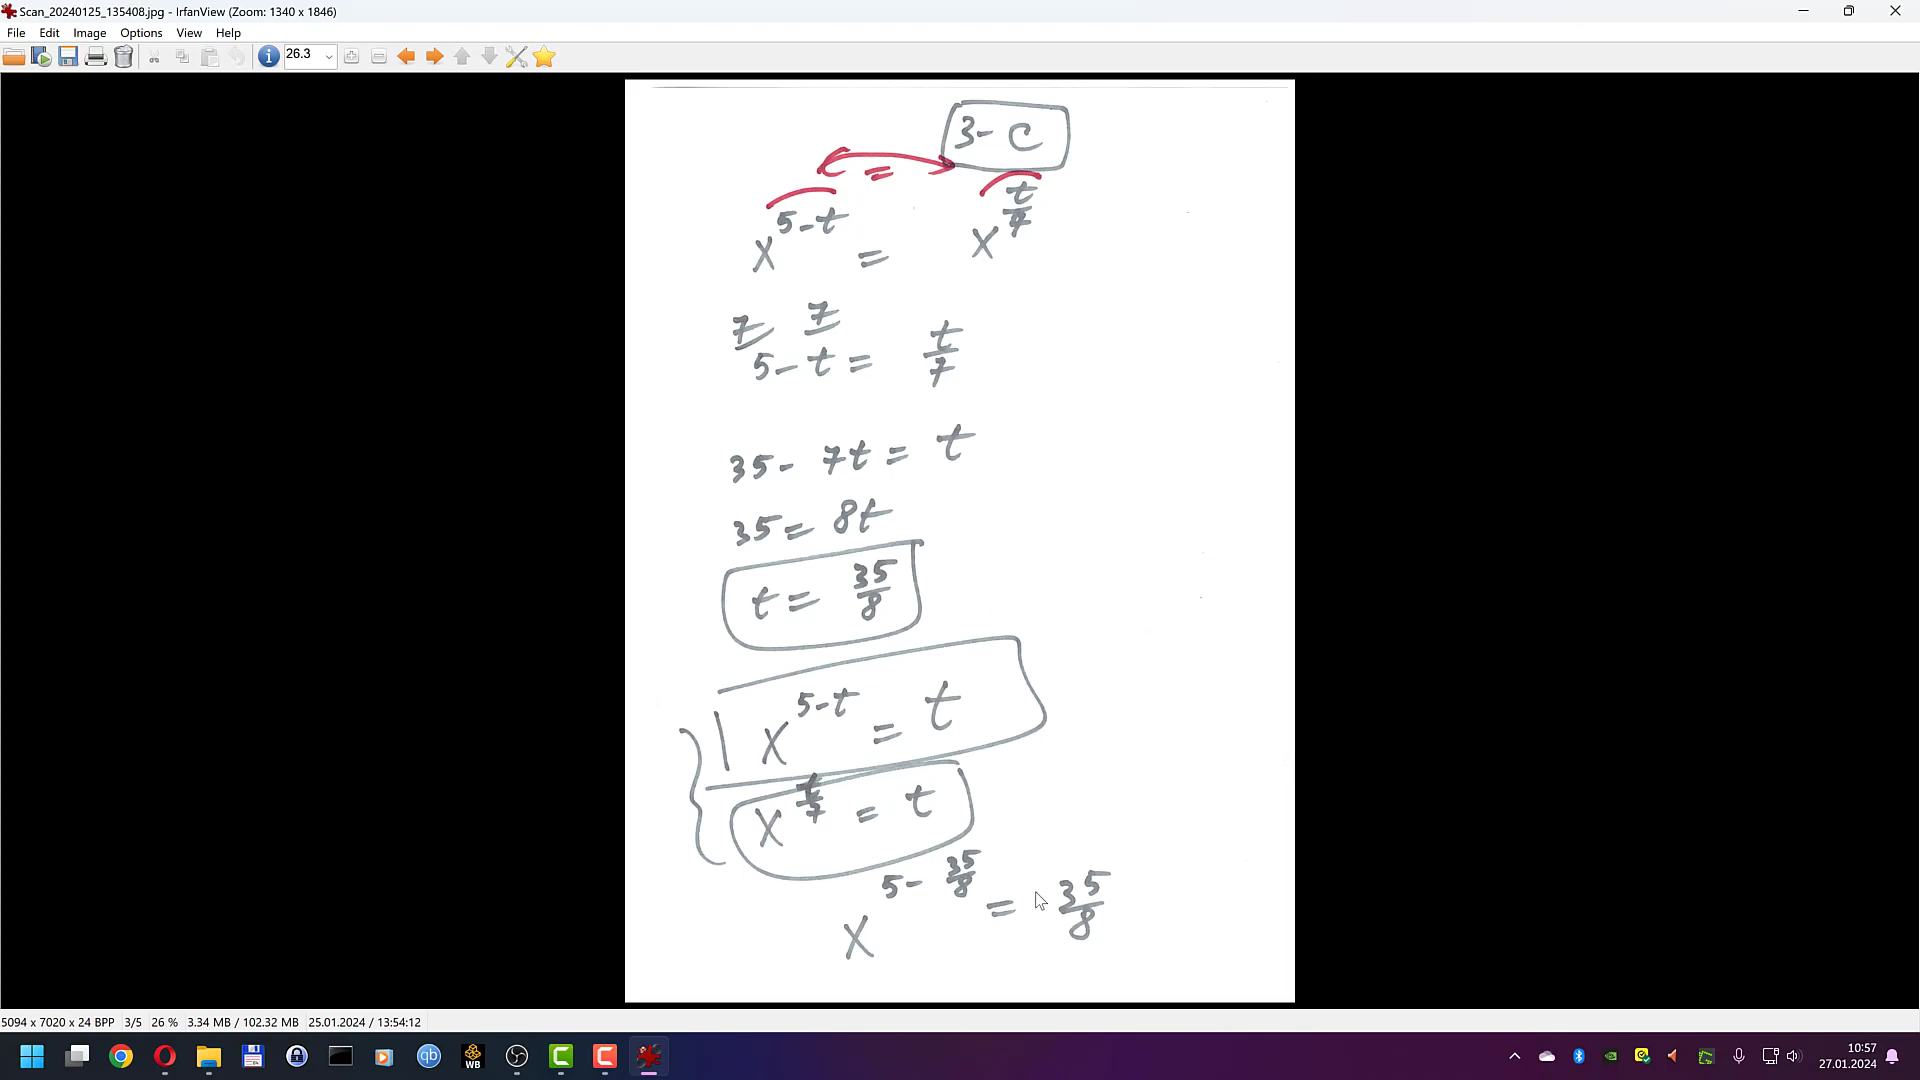 Scan_20240125_135408.jpg - IrfanView (Zoom: 1340 x 1846)
File Edit Image Options View Help
26.3
3- C
=
x^(5-t) = x^(t/7)
7 7
5 - t = t/7
35 - 7t = t
35 = 8t
t = 35/8
x^(5-t) = t
x^(t/7) = t
x^(5 - 35/8) = 35/8
5094 x 7020 x 24 BPP 3/5 26 % 3.34 MB / 102.32 MB 25.01.2024 / 13:54:12
qb WB C C
10:57
27.01.2024